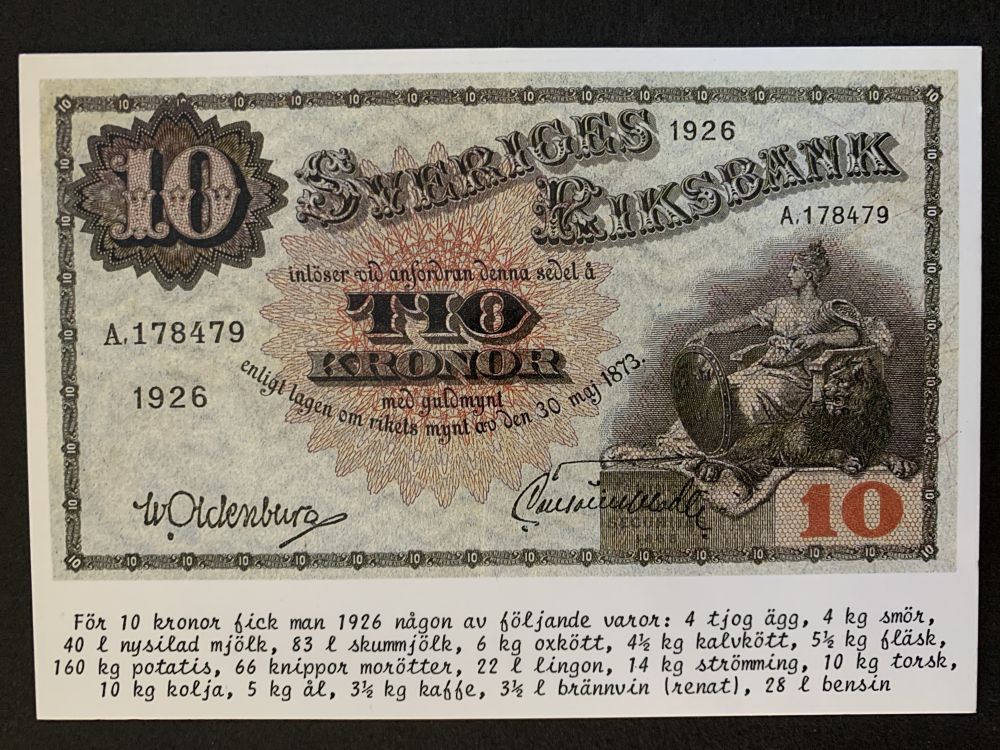 10
SVERIGES
1926
RIKSBANK
A.178479
inlöser vid anfordran denna sedel å
TIO
KRONOR
A.178479
1926
med guldmynt
enligt lagen om rikets mynt av den 30 maj 1873.
W Oldenburg
10
För 10 kronor fick man 1926 någon av följande varor: 4 tjog ägg, 4 kg smör,
40 l nysilad mjölk, 83 l skummjölk, 6 kg oxkött, 4½ kg kalvkött, 5½ kg fläsk,
160 kg potatis, 66 knippor morötter, 22 l lingon, 14 kg strömming, 10 kg torsk,
10 kg kolja, 5 kg ål, 3½ kg kaffe, 3½ l brännvin (renat), 28 l bensin